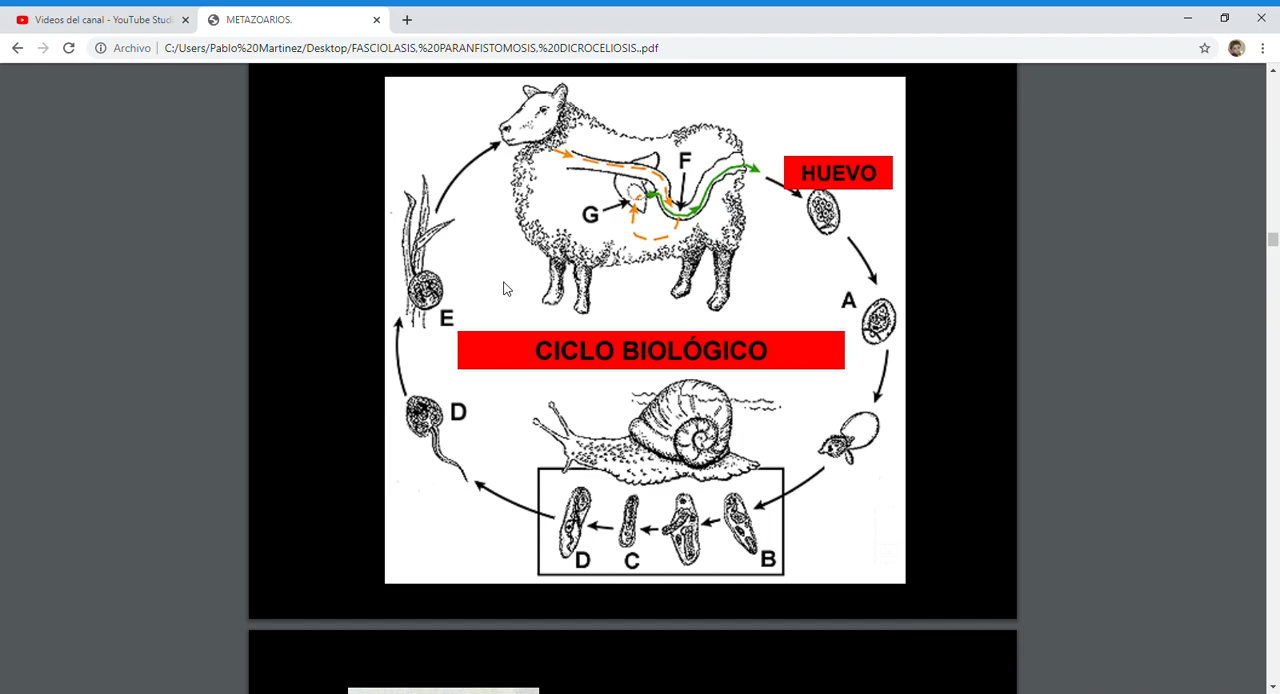 Videos del canal - YouTube Stud
METAZOARIOS.
Archivo
C:/Users/Pablo%20Martinez/Desktop/FASCIOLASIS,%20PARANFISTOMOSIS,%20DICROCELIOSIS..pdf
F
HUEVO
G
A
E
CICLO BIOLÓGICO
D
D
C
B